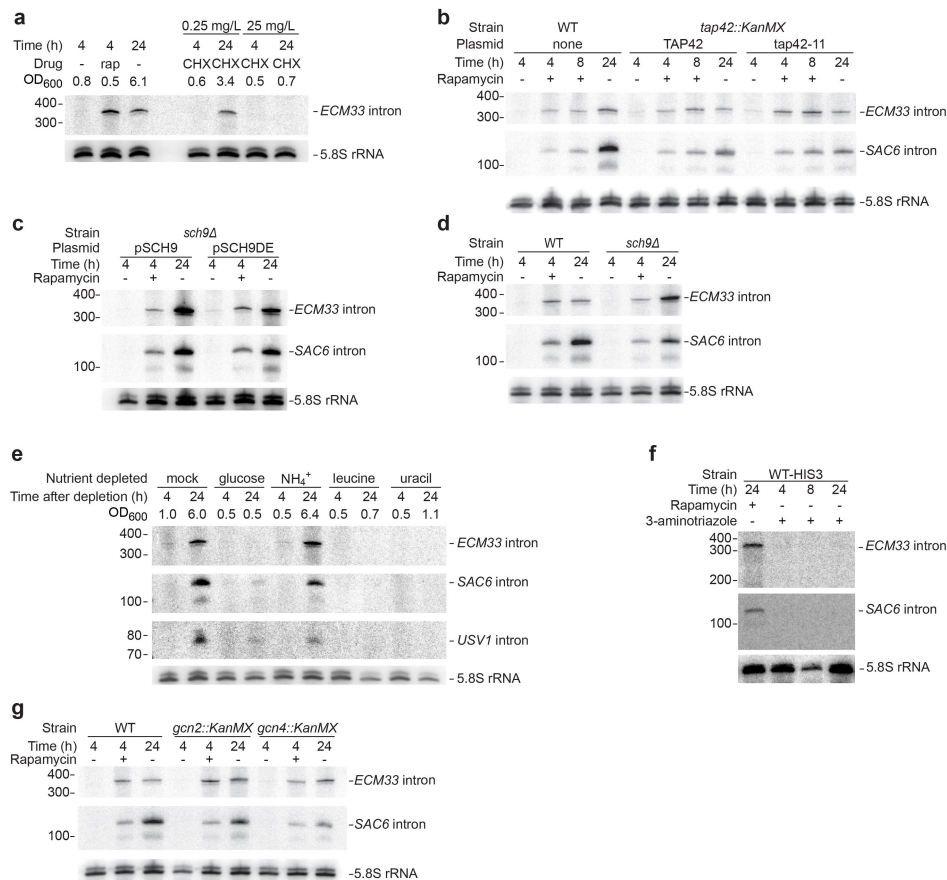 a
0.25 mg/L 25 mg/L
Time (h) 4 4 24 4 24 4 24
Drug - rap - CHX CHX CHX CHX
OD600 0.8 0.5 6.1 0.6 3.4 0.5 0.7
400-
300-
-ECM33 intron
-5.8S rRNA
b
Strain WT tap42::KanMX
Plasmid none TAP42 tap42-11
Time (h) 4 4 8 24 4 4 8 24 4 4 8 24
Rapamycin - + + - - + + - - + + -
400-
300-
-ECM33 intron
100-
-SAC6 intron
-5.8S rRNA
c
Strain sch9Δ
Plasmid pSCH9 pSCH9DE
Time (h) 4 4 24 4 4 24
Rapamycin - + - - + -
400-
300-
-ECM33 intron
-SAC6 intron
100-
-5.8S rRNA
d
Strain WT sch9Δ
Time (h) 4 4 24 4 4 24
Rapamycin - + - - + -
400-
300-
-ECM33 intron
-SAC6 intron
100-
-5.8S rRNA
e
Nutrient depleted mock glucose NH4+ leucine uracil
Time after depletion (h) 4 24 4 24 4 24 4 24 4 24
OD600 1.0 6.0 0.5 0.5 0.5 6.4 0.5 0.7 0.5 1.1
400-
300-
- ECM33 intron
- SAC6 intron
100-
80-
70-
- USV1 intron
- 5.8S rRNA
f
Strain WT-HIS3
Time (h) 24 4 8 24
Rapamycin + - - -
3-aminotriazole - + + +
400-
300-
200-
-ECM33 intron
-SAC6 intron
100-
-5.8S rRNA
g
Strain WT gcn2::KanMX gcn4::KanMX
Time (h) 4 4 24 4 4 24 4 4 24
Rapamycin - + - - + - - + -
400-
300-
-ECM33 intron
-SAC6 intron
100-
-5.8S rRNA